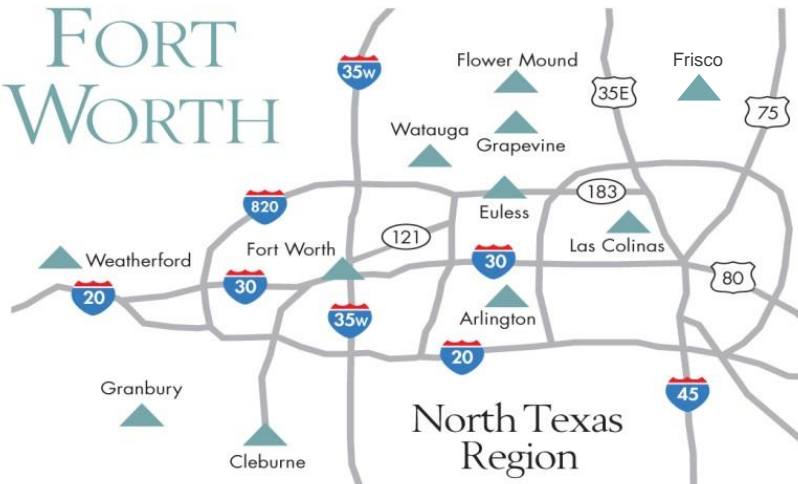 FORT
WORTH
35W
Flower Mound
Frisco
35E
75
Grapevine
Watauga
820
183
Euless
121
Las Colinas
Fort Worth
Weatherford
30
30
80
20
35W
Arlington
20
Granbury
45
North Texas
Region
Cleburne